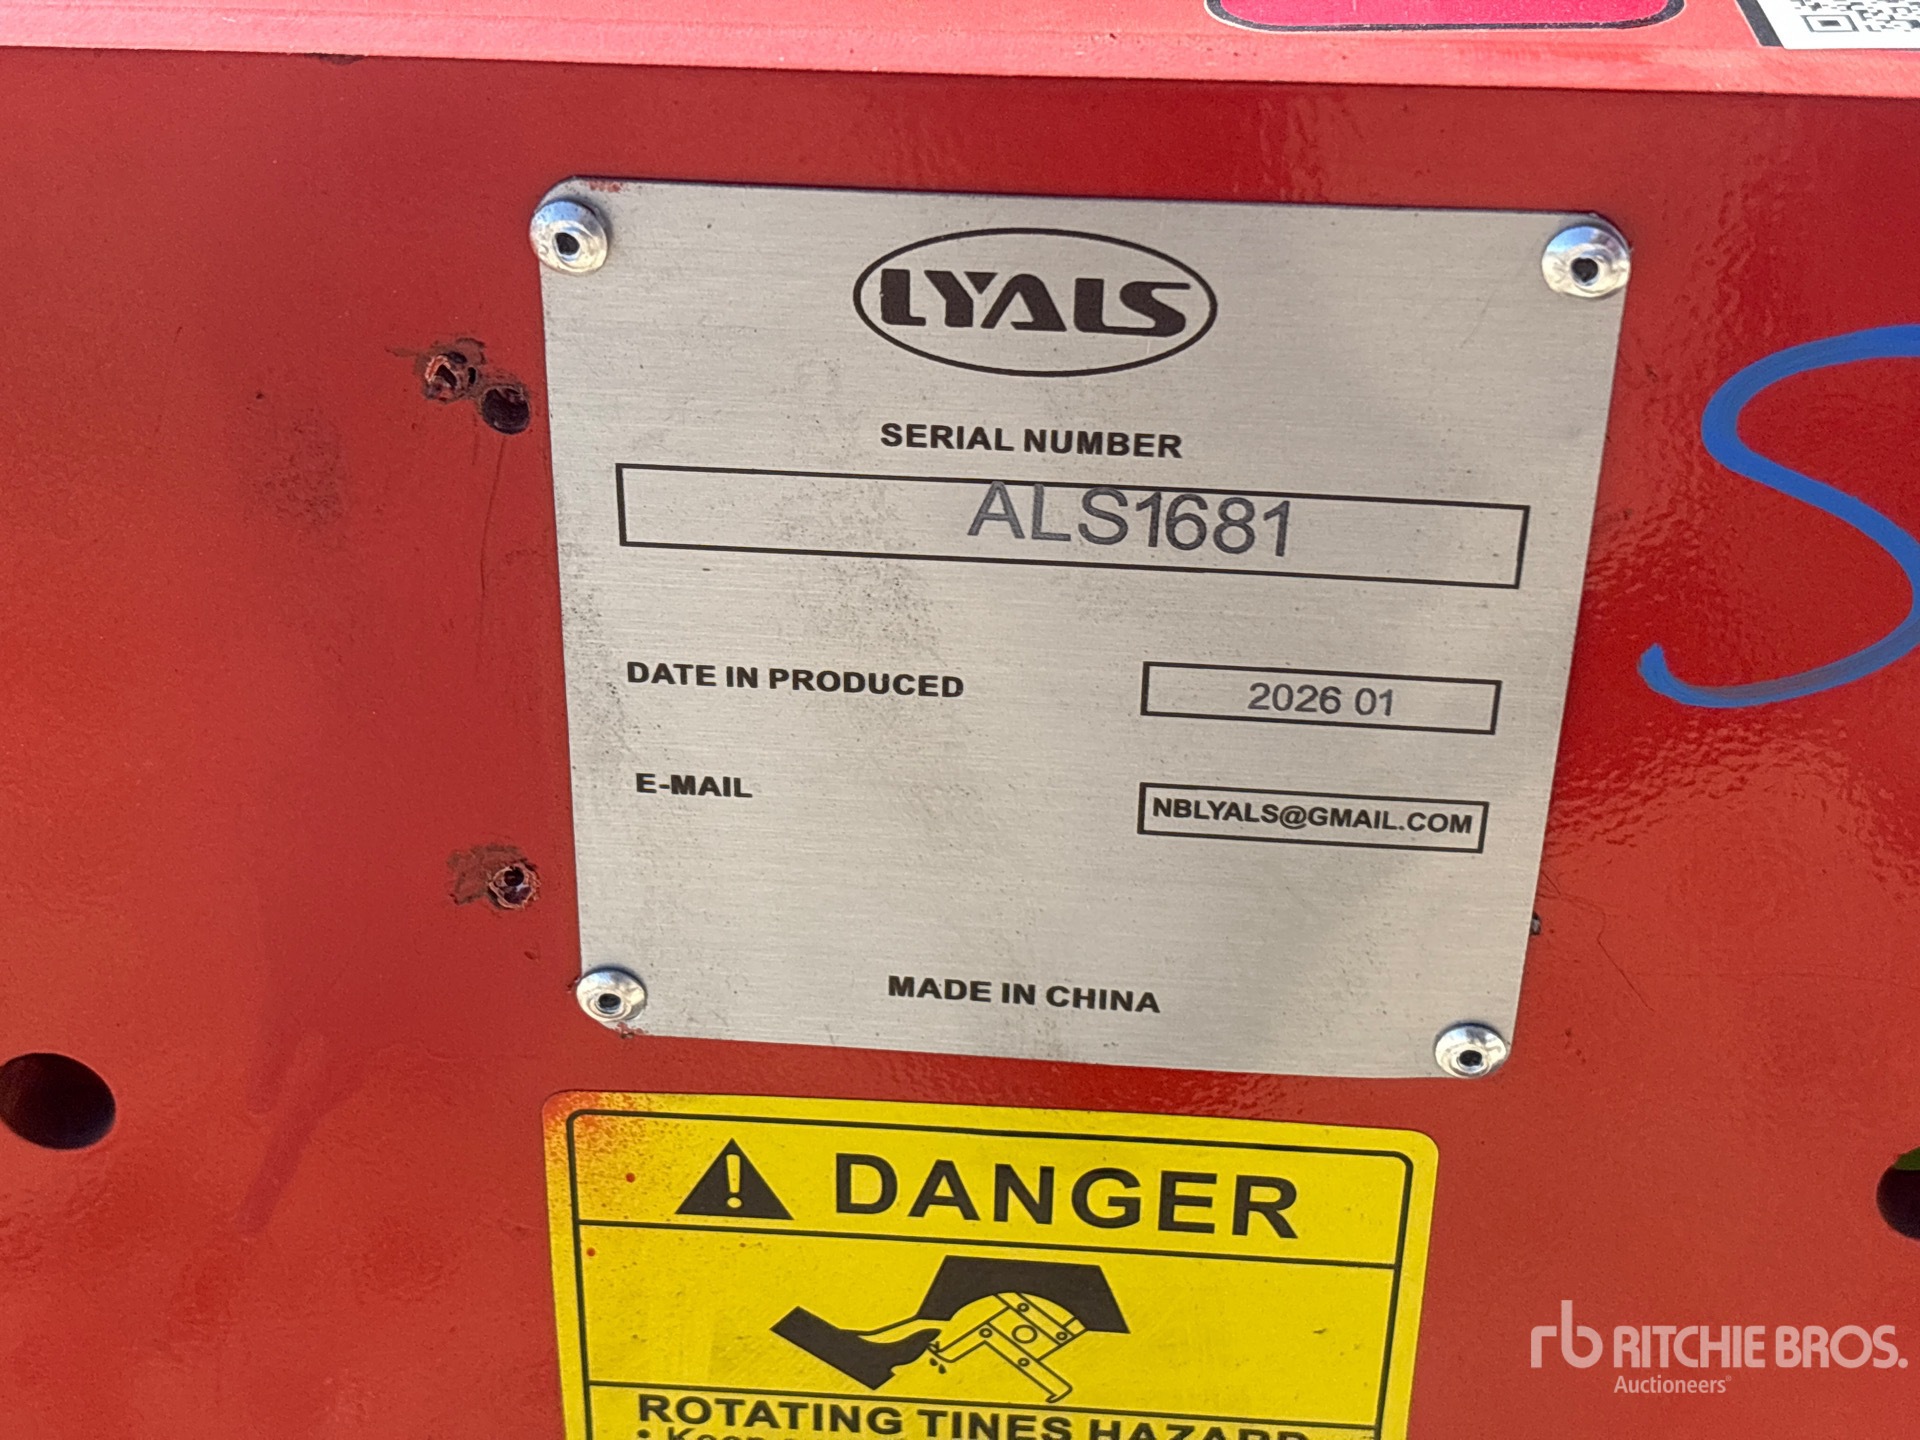 LYALS
SERIAL NUMBER
ALS1681
DATE IN PRODUCED
2026 01
E-MAIL
NBLYALS@GMAIL.COM
MADE IN CHINA
S
DANGER
ROTATING TINES HAZARD
rb RITCHIE BROS.
Auctioneers